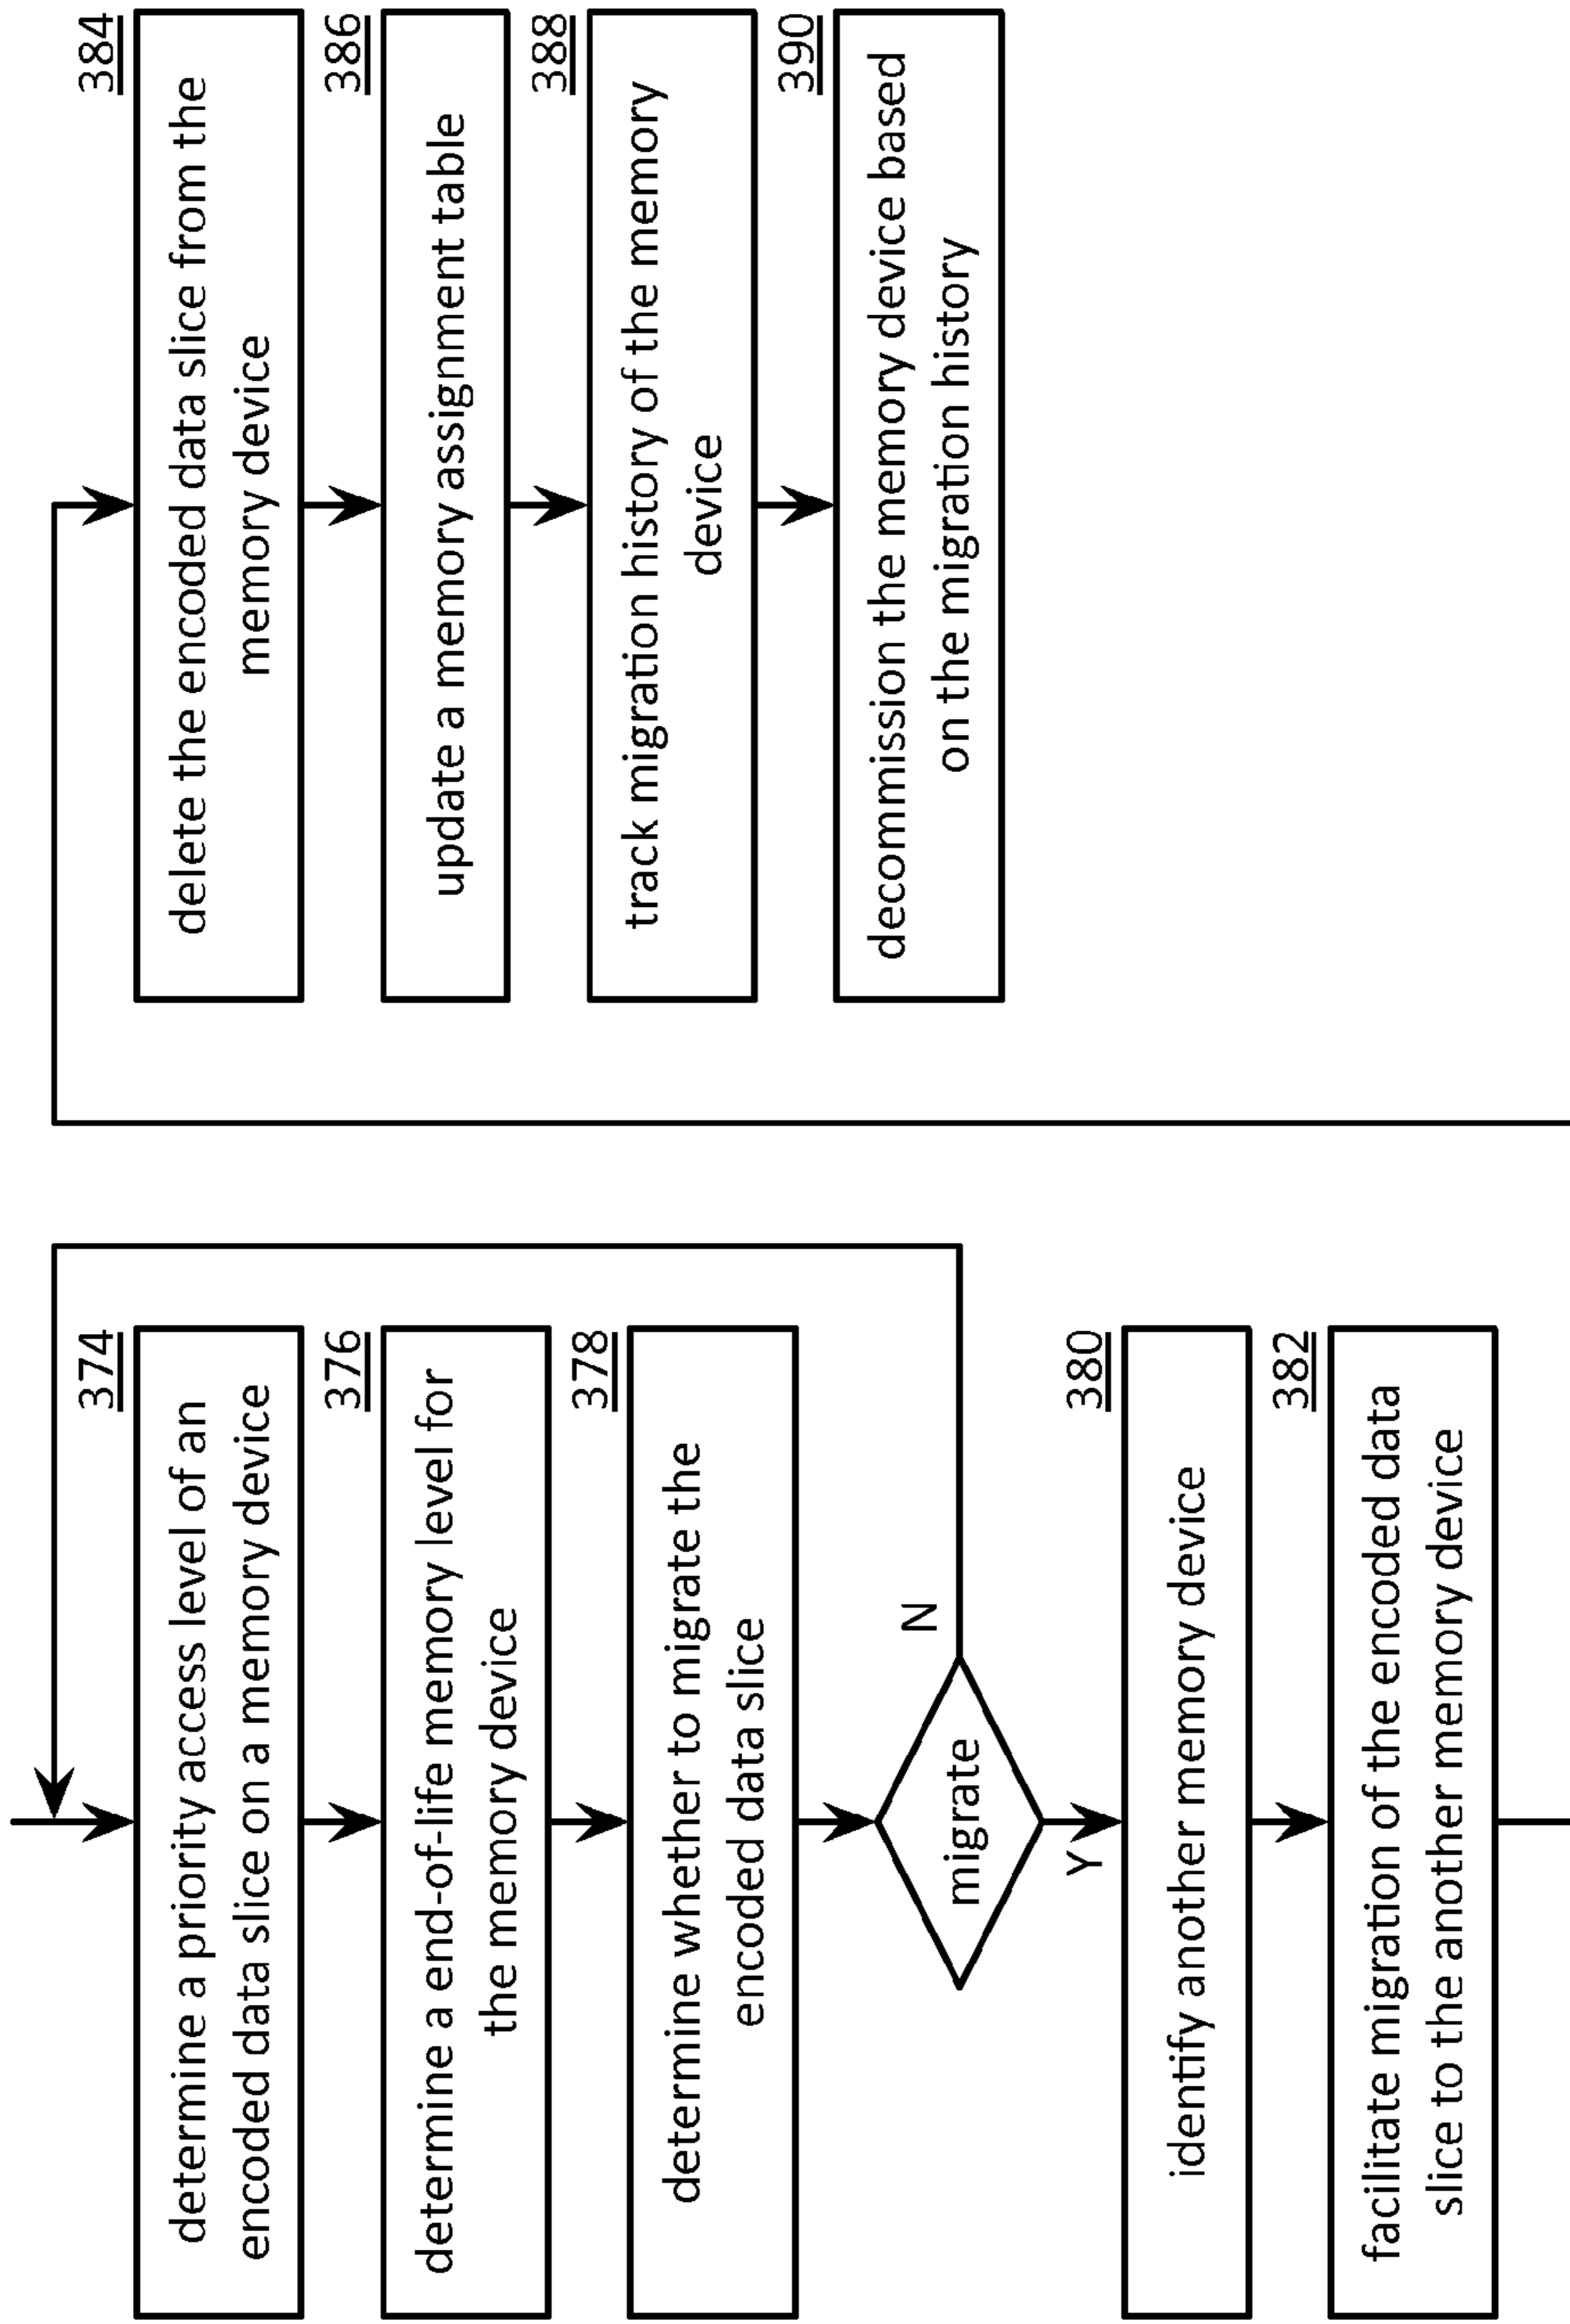 374
determine a priority access level of an
encoded data slice on a memory device
376
determine a end-of-life memory level for
the memory device
378
determine whether to migrate the
encoded data slice
migrate
N
Y
380
identify another memory device
382
facilitate migration of the encoded data
slice to the another memory device
384
delete the encoded data slice from the
memory device
386
update a memory assignment table
388
track migration history of the memory
device
390
decommission the memory device based
on the migration history